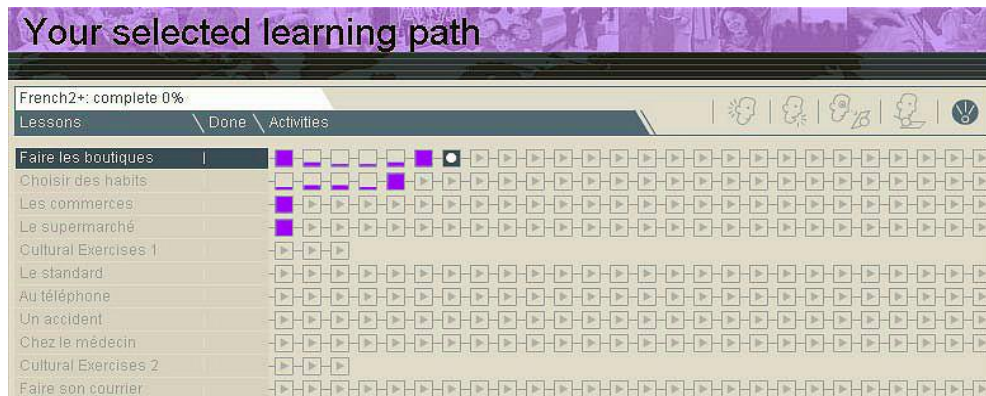 Your selected learning path
French2+: complete 0%
Lessons Done Activities
Faire les boutiques
Choisir des habits
Les commerces
Le supermarché
Cultural Exercises 1
Le standard
Au téléphone
Un accident
Chez le médecin
Cultural Exercises 2
Faire son courrier